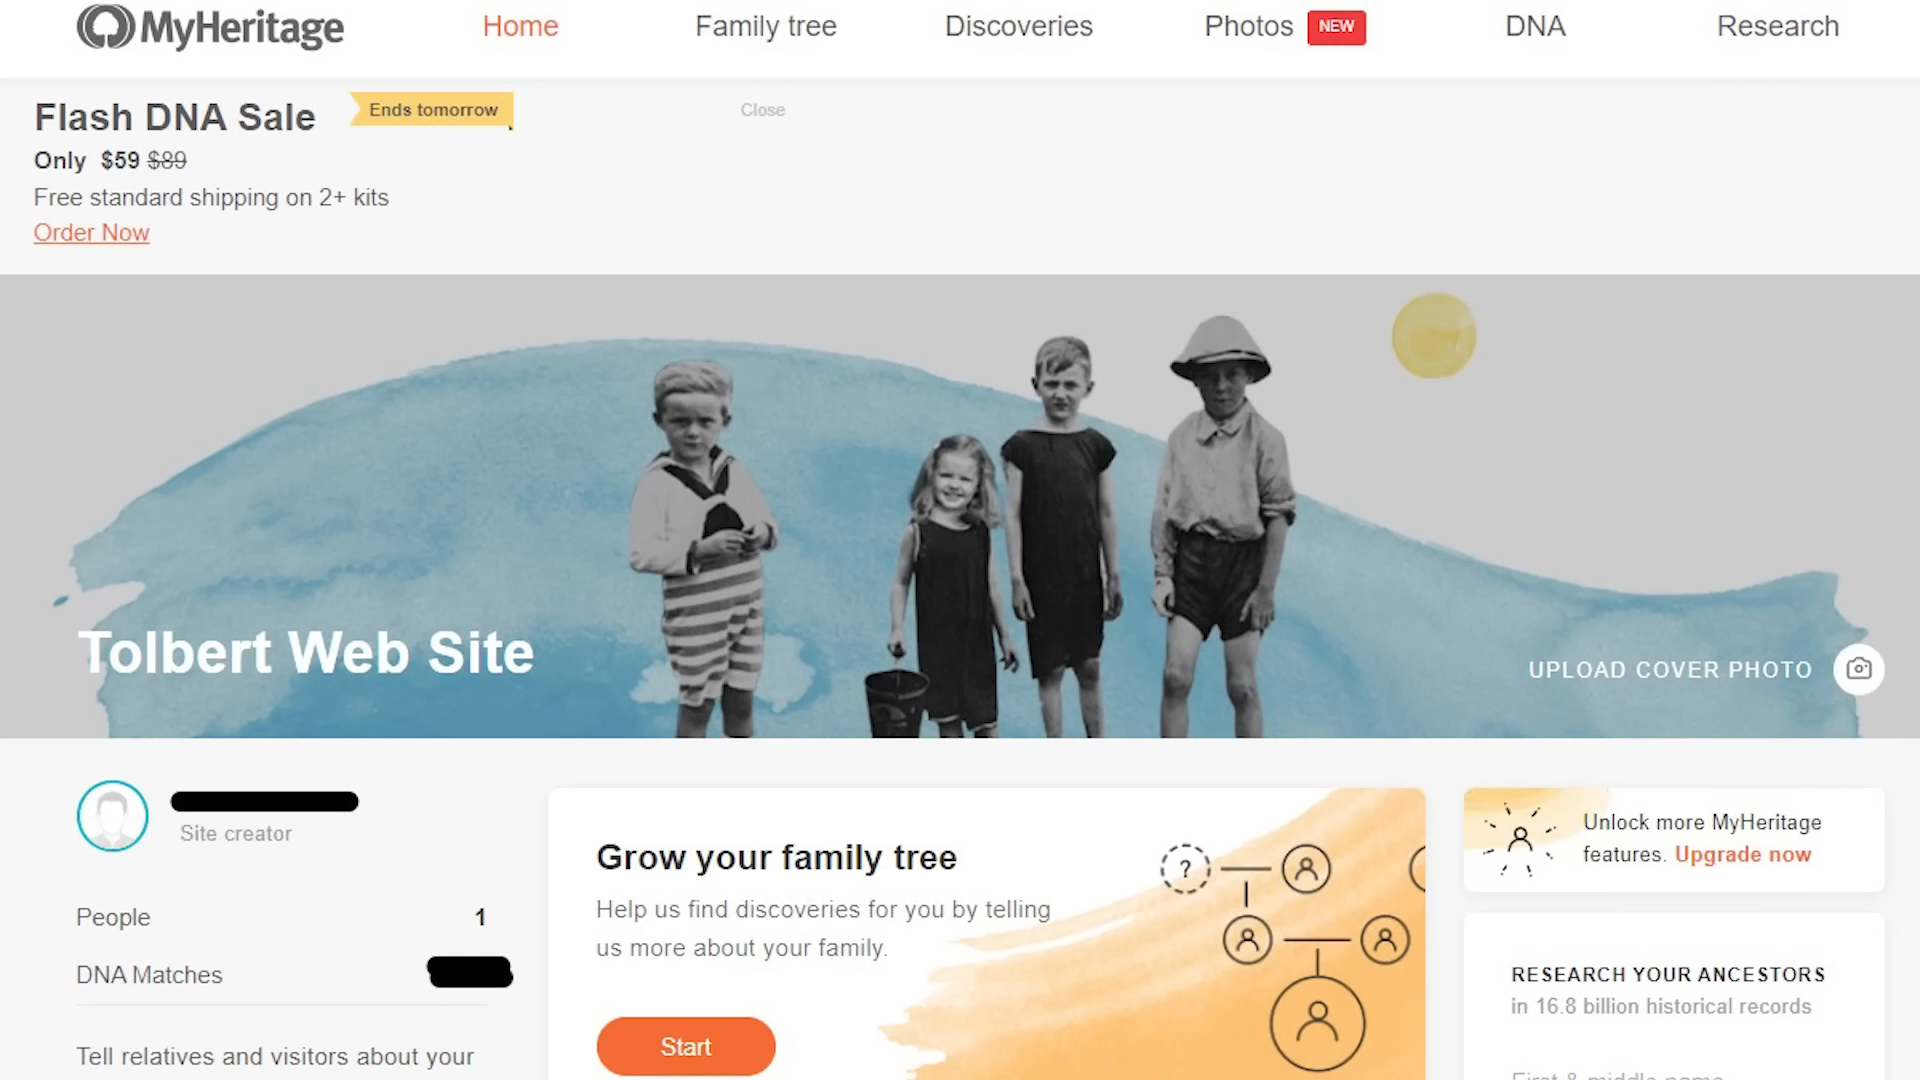 MyHeritage
Home
Family tree
Discoveries
Photos NEW
DNA
Research
Flash DNA Sale
Ends tomorrow
Close
Only $59 $89
Free standard shipping on 2+ kits
Order Now
Tolbert Web Site
UPLOAD COVER PHOTO
Site creator
People 1
DNA Matches
Tell relatives and visitors about your
Grow your family tree
Help us find discoveries for you by telling
us more about your family.
?
Start
Unlock more MyHeritage
features. Upgrade now
RESEARCH YOUR ANCESTORS
in 16.8 billion historical records
First & middle name